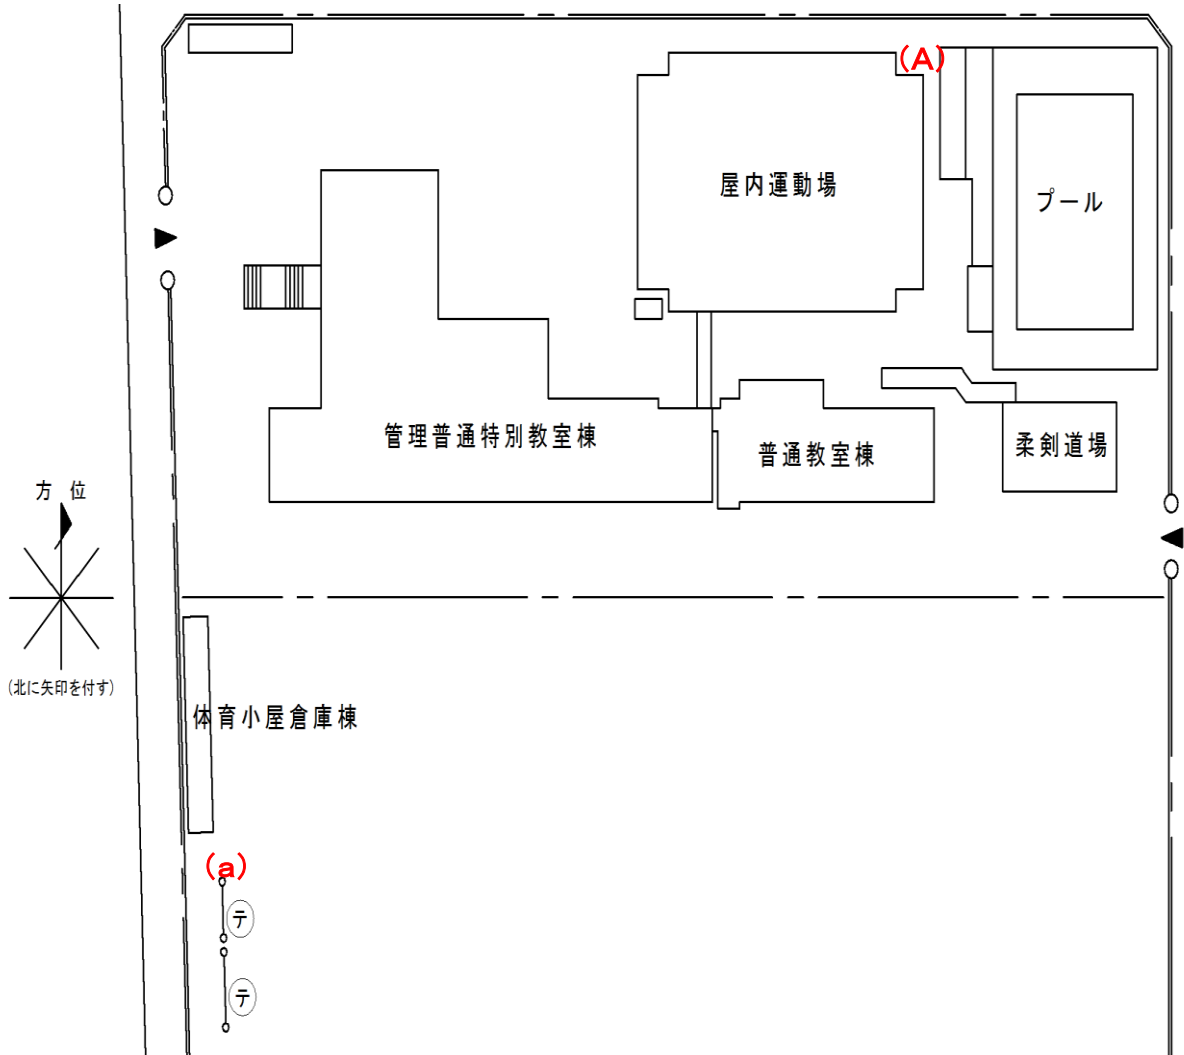 (A)
屋内運動場
プール
管理普通特別教室棟
普通教室棟
柔剣道場
方位
(北に矢印を付す)
体育小屋倉庫棟
(a)
テ
テ